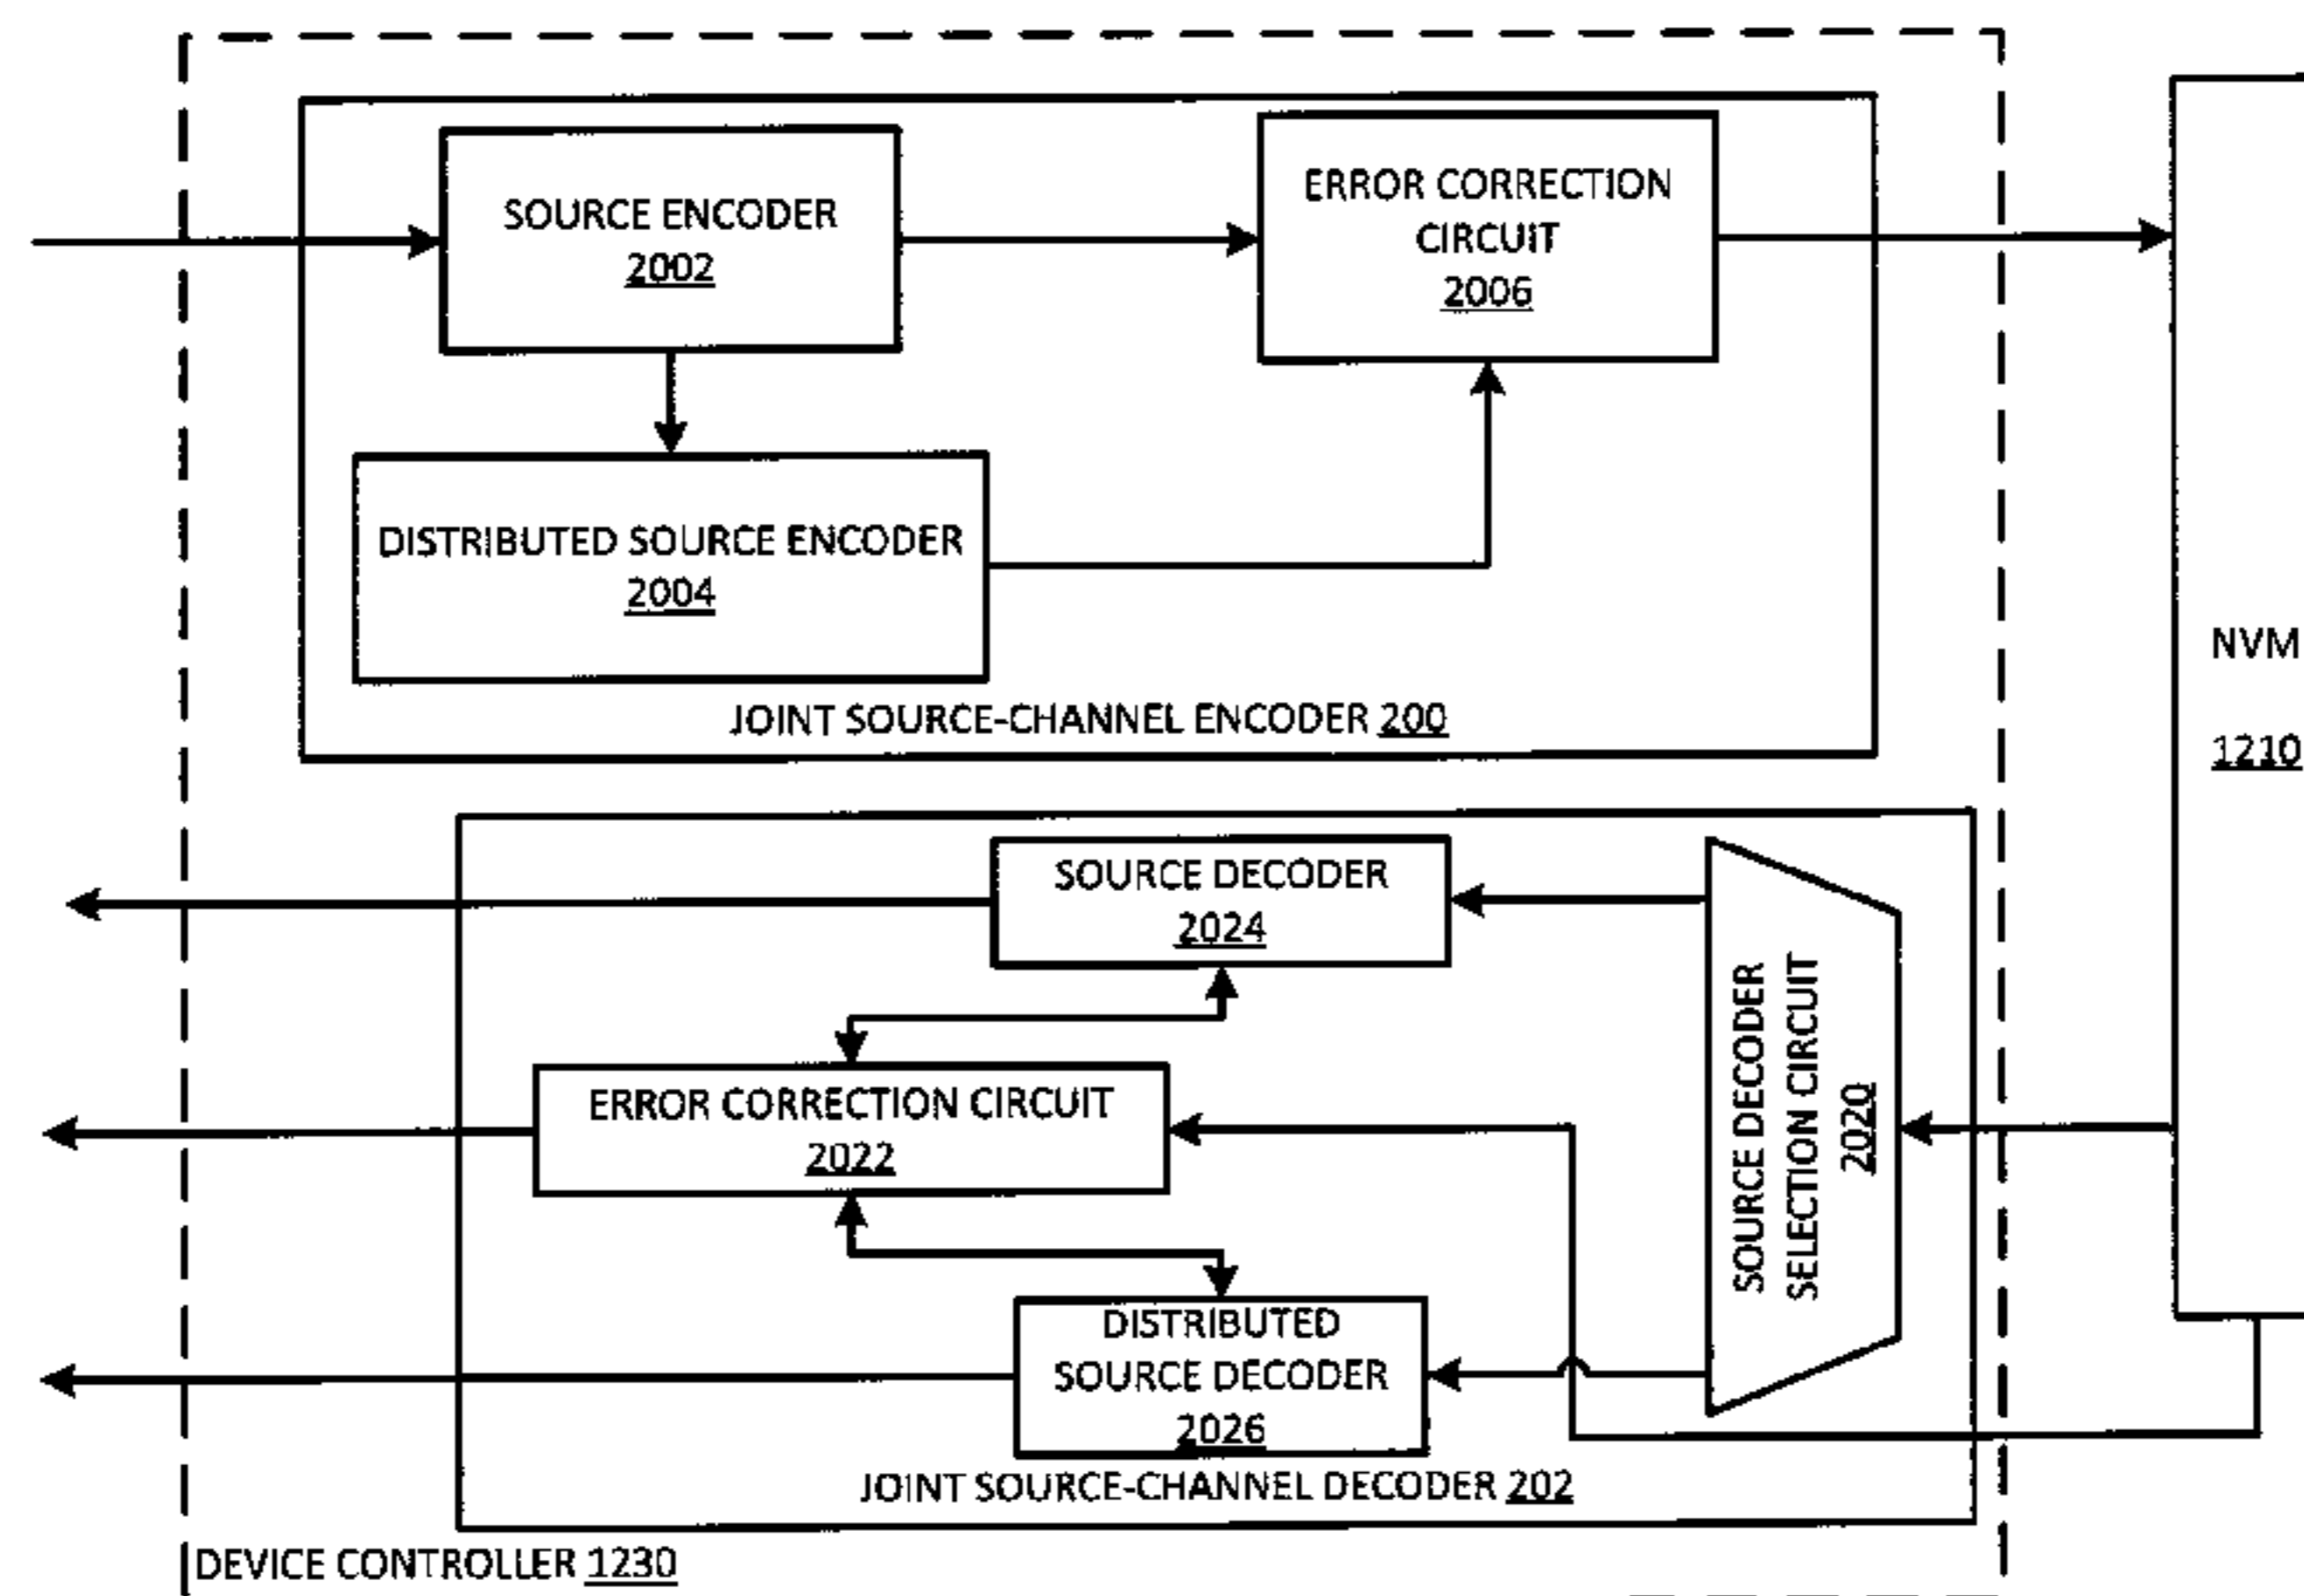 SOURCE ENCODER
2002
ERROR CORRECTION
CIRCUIT
2006
DISTRIBUTED SOURCE ENCODER
2004
JOINT SOURCE-CHANNEL ENCODER 200
NVM
1210
SOURCE DECODER
2024
SOURCE DECODER
SELECTION CIRCUIT
2020
ERROR CORRECTION CIRCUIT
2022
DISTRIBUTED
SOURCE DECODER
2026
JOINT SOURCE-CHANNEL DECODER 202
DEVICE CONTROLLER 1230